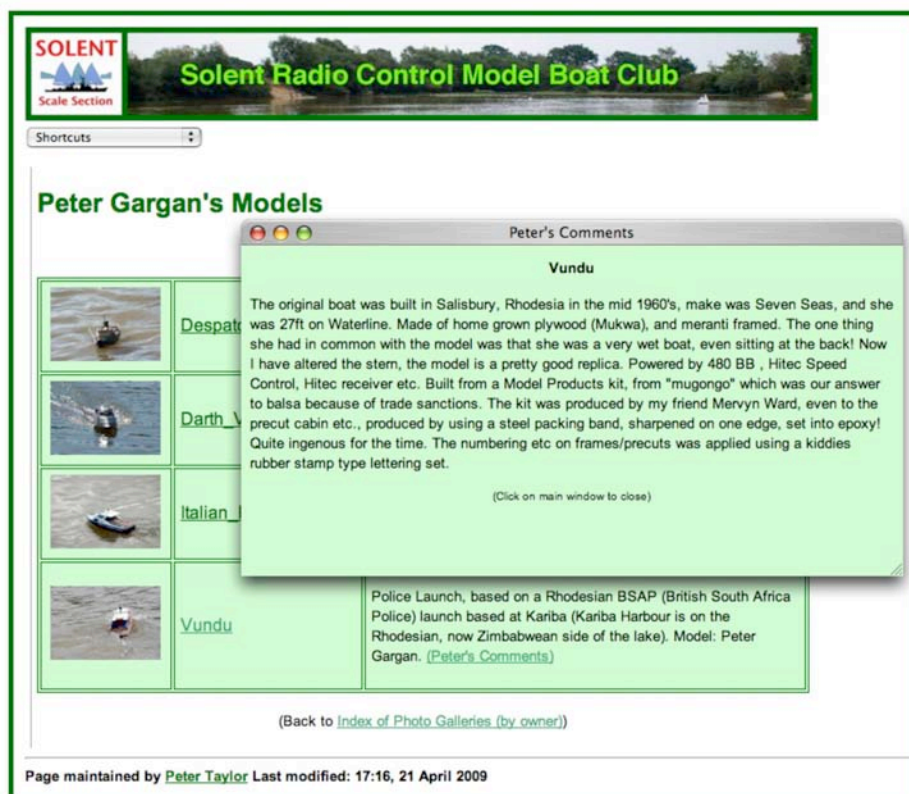 SOLENT
Scale Section
Solent Radio Control Model Boat Club
Shortcuts
Peter Gargan's Models
Peter's Comments
Vundu
The original boat was built in Salisbury, Rhodesia in the mid 1960's, make was Seven Seas, and she
was 27ft on Waterline. Made of home grown plywood (Mukwa), and meranti framed. The one thing
she had in common with the model was that she was a very wet boat, even sitting at the back! Now
I have altered the stern, the model is a pretty good replica. Powered by 480 BB , Hitec Speed
Control, Hitec receiver etc. Built from a Model Products kit, from "mugongo" which was our answer
to balsa because of trade sanctions. The kit was produced by my friend Mervyn Ward, even to the
precut cabin etc., produced by using a steel packing band, sharpened on one edge, set into epoxy!
Quite ingenous for the time. The numbering etc on frames/precuts was applied using a kiddies
rubber stamp type lettering set.
(Click on main window to close)
Despat
Darth_V
Italian_
Vundu
Police Launch, based on a Rhodesian BSAP (British South Africa
Police) launch based at Kariba (Kariba Harbour is on the
Rhodesian, now Zimbabwean side of the lake). Model: Peter
Gargan. (Peter's Comments)
(Back to Index of Photo Galleries (by owner))
Page maintained by Peter Taylor Last modified: 17:16, 21 April 2009